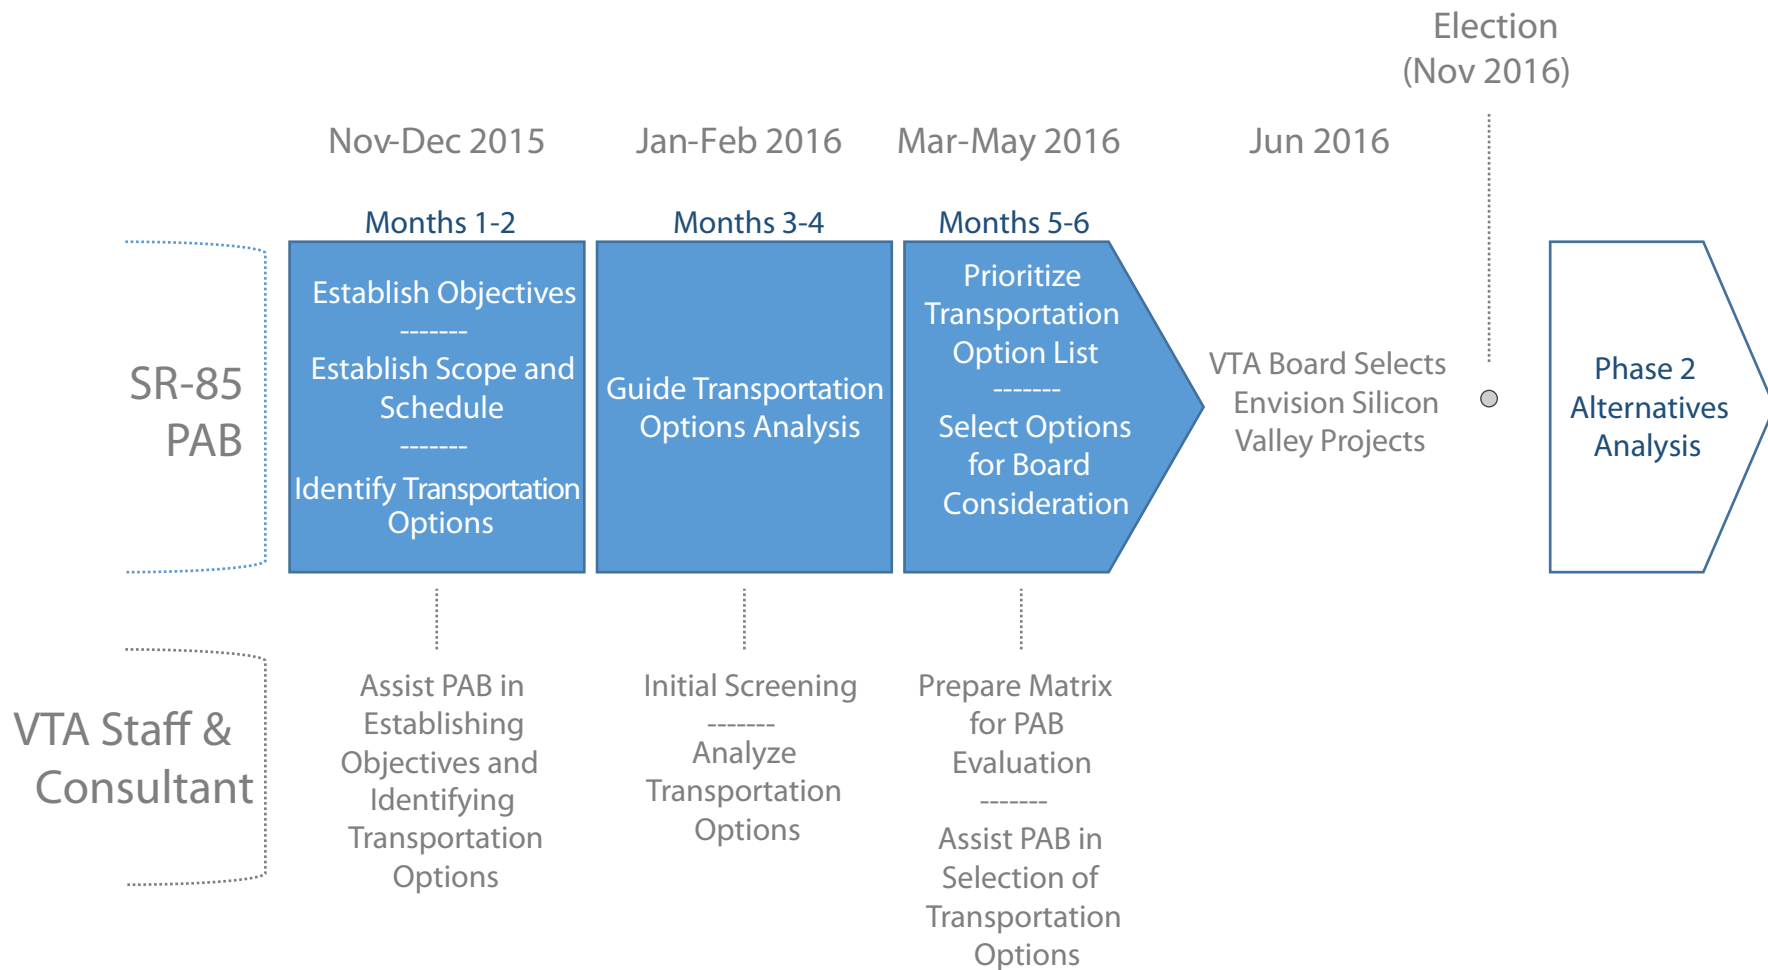 Election
(Nov 2016)
Nov-Dec 2015
Jan-Feb 2016
Mar-May 2016
Jun 2016
Months 1-2
Months 3-4
Months 5-6
SR-85
PAB
Establish Objectives
-------
Establish Scope and
Schedule
-------
Identify Transportation
Options
Guide Transportation
Options Analysis
Prioritize
Transportation
Option List
-------
Select Options
for Board
Consideration
VTA Board Selects
Envision Silicon
Valley Projects
Phase 2
Alternatives
Analysis
VTA Staff &
Consultant
Assist PAB in
Establishing
Objectives and
Identifying
Transportation
Options
Initial Screening
-------
Analyze
Transportation
Options
Prepare Matrix
for PAB
Evaluation
-------
Assist PAB in
Selection of
Transportation
Options